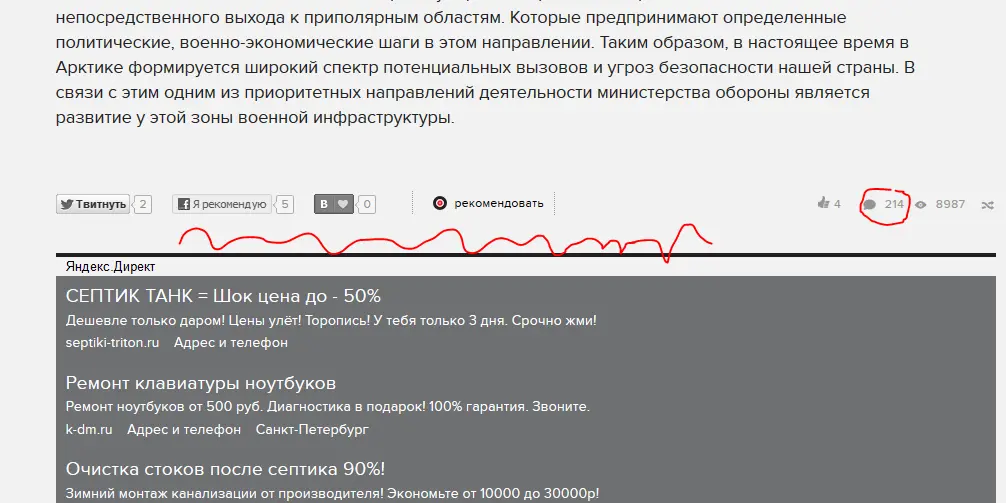 непосредственного выхода к приполярным областям. Которые предпринимают определенные
политические, военно-экономические шаги в этом направлении. Таким образом, в настоящее время в
Арктике формируется широкий спектр потенциальных вызовов и угроз безопасности нашей страны. В
связи с этим одним из приоритетных направлений деятельности министерства обороны является
развитие у этой зоны военной инфраструктуры.
Твитнуть 2 Я рекомендую 5 В 0 рекомендовать 4 214 8987
Яндекс.Директ
СЕПТИК ТАНК = Шок цена до - 50%
Дешевле только даром! Цены улёт! Торопись! У тебя только 3 дня. Срочно жми!
septiki-triton.ru Адрес и телефон
Ремонт клавиатуры ноутбуков
Ремонт ноутбуков от 500 руб. Диагностика в подарок! 100% гарантия. Звоните.
k-dm.ru Адрес и телефон Санкт-Петербург
Очистка стоков после септика 90%!
Зимний монтаж канализации от производителя! Экономьте от 10000 до 30000р!